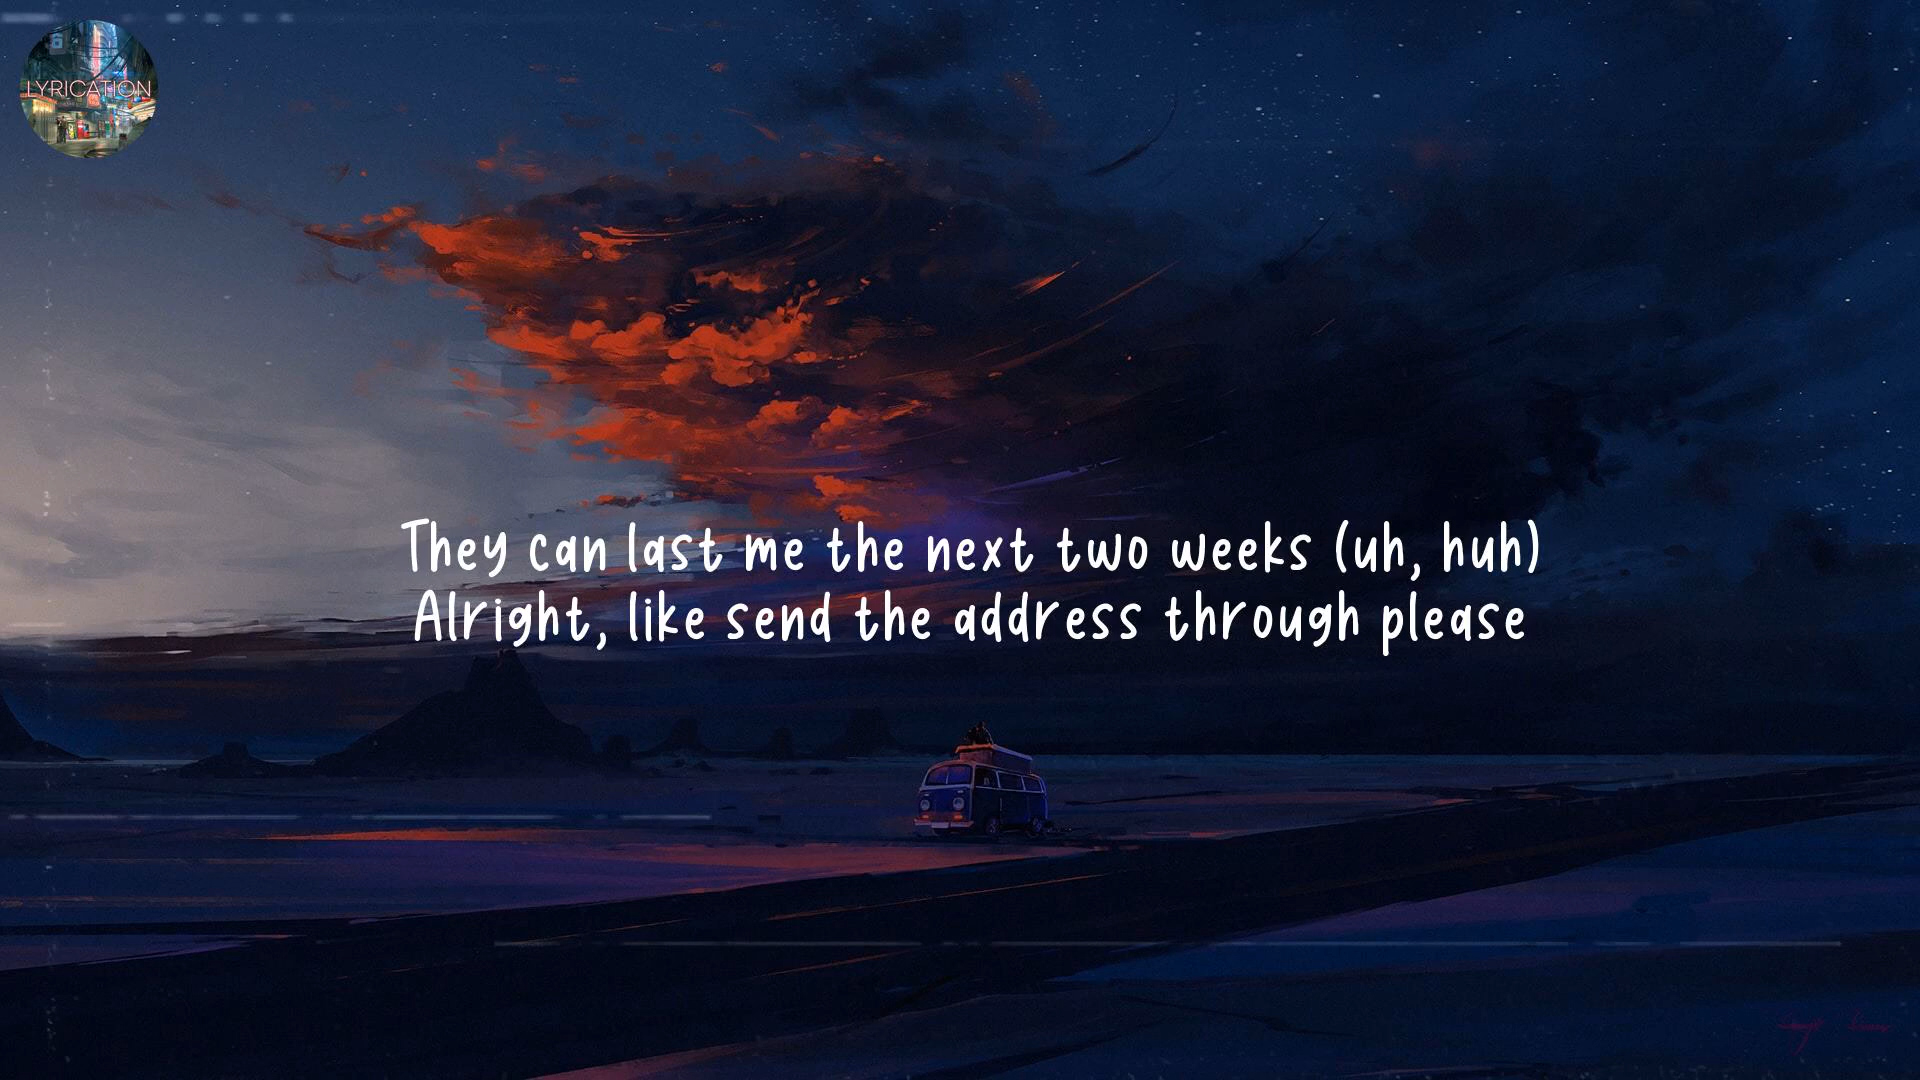 LYRICATION
They can last me the next two weeks (uh, huh)
Alright, like send the address through please